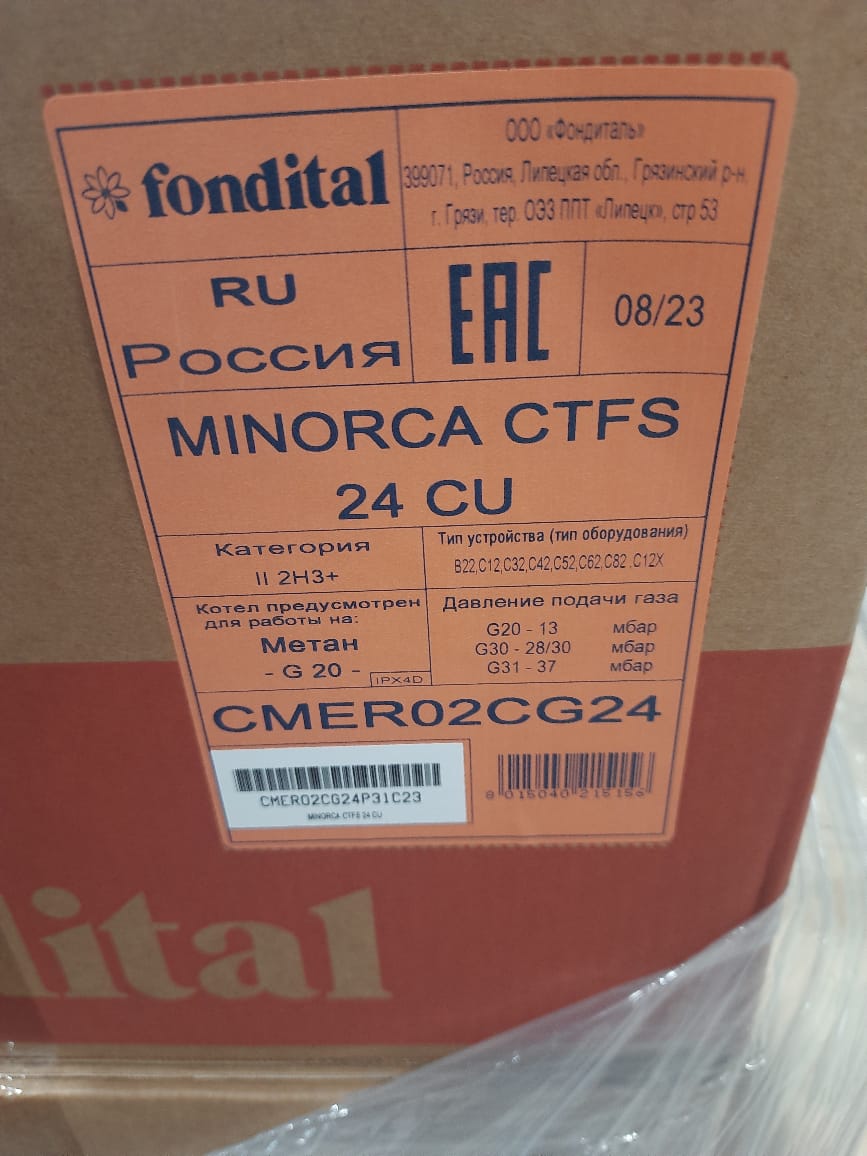 fondital
ООО «Фондиталь»
399071, Россия, Липецкая обл., Грязинский р-н.
г. Грязи, тер. ОЭЗ ППТ «Липецк», стр 53
RU
Россия
EAC
08/23
MINORCA CTFS
24 CU
Категория
II 2H3+
Тип устройства (тип оборудования)
B22,C12,C32,C42,C52,C62,C82 ,C12X
Котел предусмотрен
для работы на:
Метан
- G 20 -
IPX4D
Давление подачи газа
G20 - 13 мбар
G30 - 28/30 мбар
G31 - 37 мбар
CMER02CG24
CMER02CG24P31C23
MINORCA CTFS 24 CU
8 015040 215156
ital